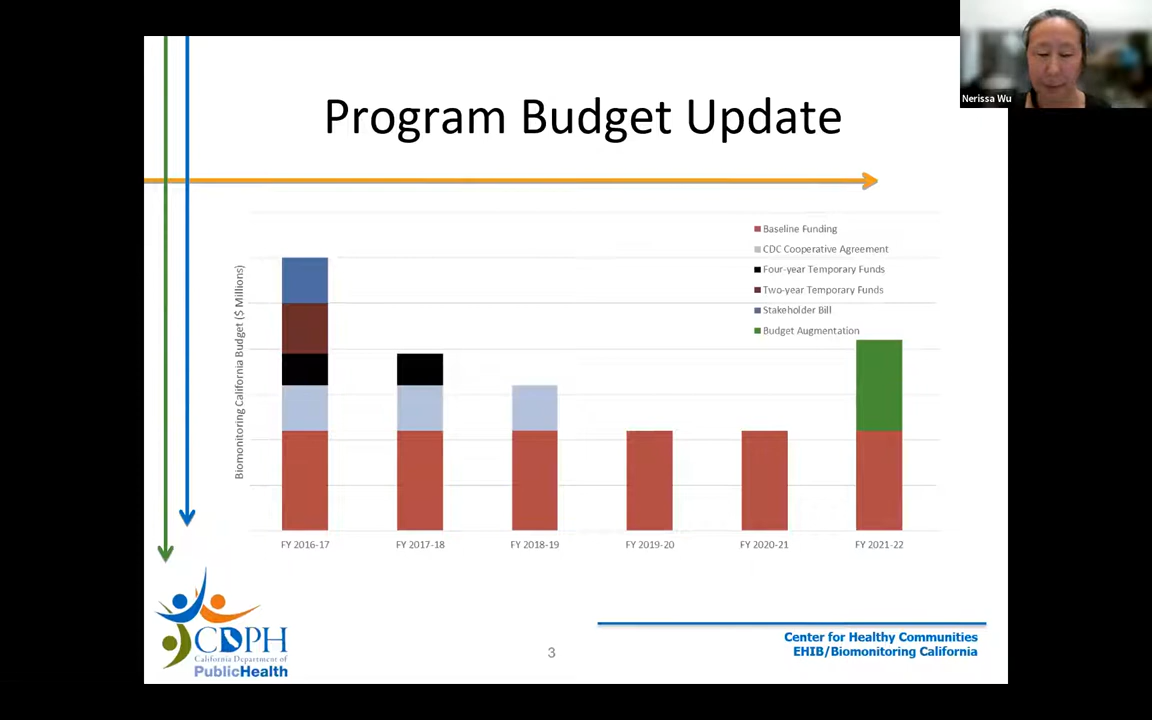 Nerissa Wu
Program Budget Update
Biomonitoring California Budget ($ Millions)
Baseline Funding
CDC Cooperative Agreement
Four-year Temporary Funds
Two-year Temporary Funds
Stakeholder Bill
Budget Augmentation
FY 2016-17
FY 2017-18
FY 2018-19
FY 2019-20
FY 2020-21
FY 2021-22
CDPH
California Department of
PublicHealth
3
Center for Healthy Communities
EHIB/Biomonitoring California